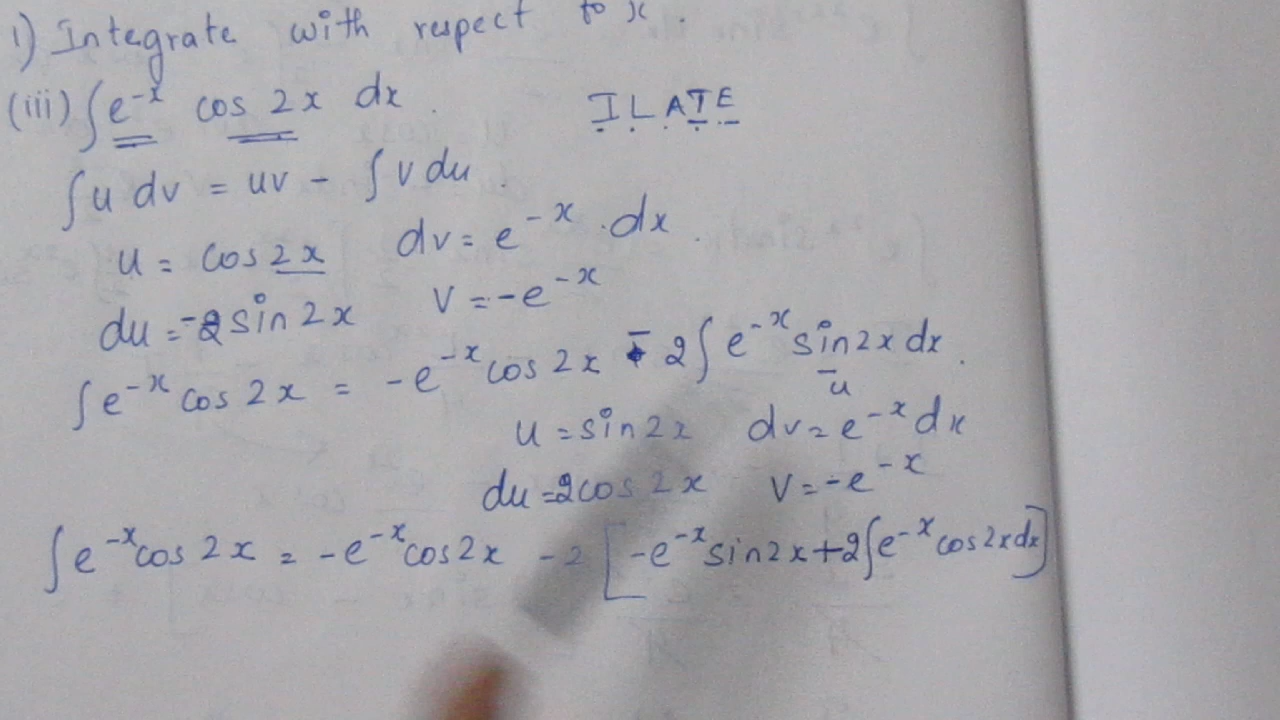 1) Integrate with respect to x.
(iii) ∫e^-x cos 2x dx. ILATE
∫u dv = uv - ∫v du.
u = cos 2x dv = e^-x .dx.
du = -2 sin 2x v = -e^-x
∫e^-x cos 2x = -e^-x cos 2x - 2∫e^-x sin 2x dx.
u
u = sin 2x dv = e^-x dx
du = 2cos 2x v = -e^-x
∫e^-x cos 2x = -e^-x cos 2x - 2[-e^-x sin 2x + 2∫e^-x cos 2x dx]